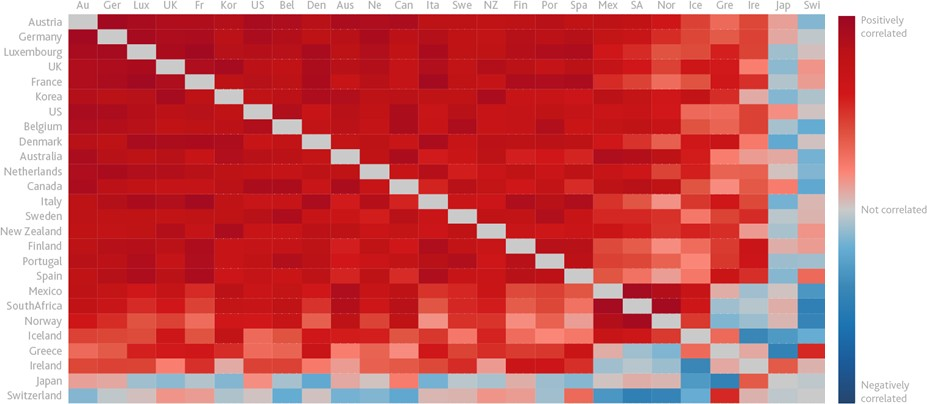 Au Ger Lux UK Fr Kor US Bel Den Aus Ne Can Ita Swe NZ Fin Por Spa Mex SA Nor Ice Gre Ire Jap Swi
Austria
Germany
Luxembourg
UK
France
Korea
US
Belgium
Denmark
Australia
Netherlands
Canada
Italy
Sweden
New Zealand
Finland
Portugal
Spain
Mexico
SouthAfrica
Norway
Iceland
Greece
Ireland
Japan
Switzerland
Positively
correlated
Not correlated
Negatively
correlated